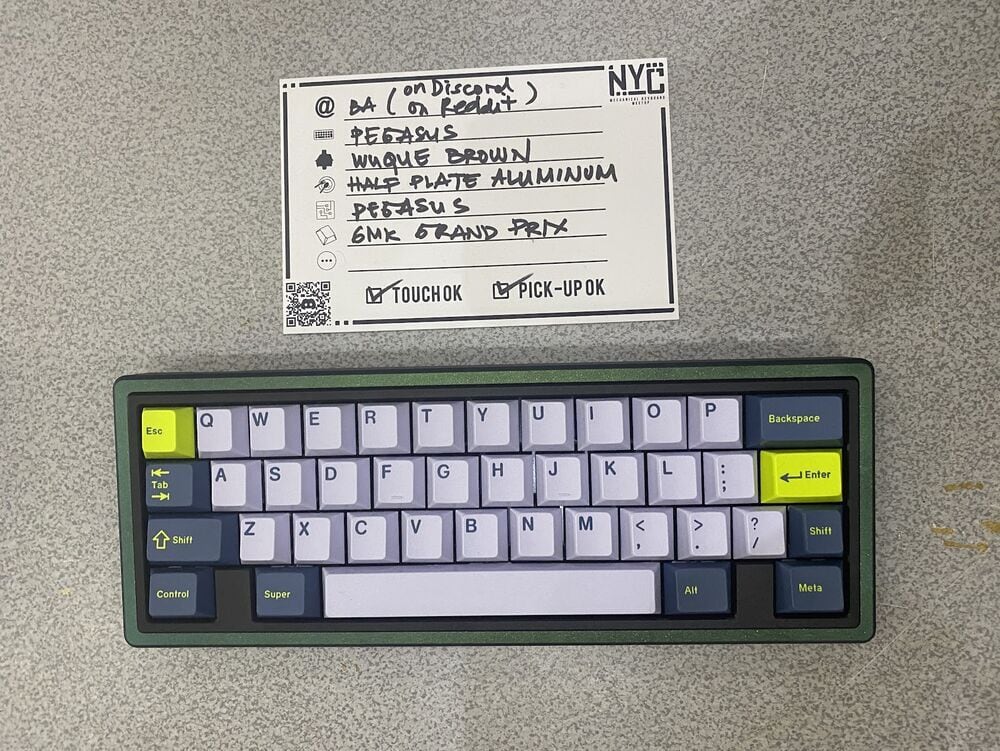 NYC
MECHANICAL KEYBOARD
MEETUP
@ BA (on Discord
on Reddit)
PEGASUS
WUQUE BROWN
HALF PLATE ALUMINUM
PEGASUS
GMK GRAND PRIX
TOUCH OK PICK-UP OK
Esc Q W E R T Y U I O P Backspace
Tab A S D F G H J K L : ; Enter
Shift Z X C V B N M < , > . ? / Shift
Control Super Alt Meta